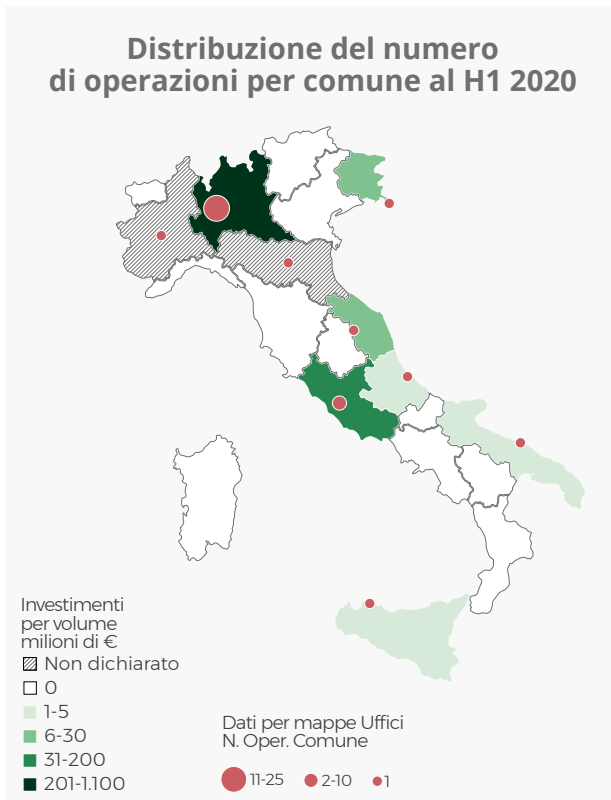 Distribuzione del numero
di operazioni per comune al H1 2020
Investimenti
per volume
milioni di €
Non dichiarato
0
1-5
6-30
31-200
201-1.100
Dati per mappe Uffici
N. Oper. Comune
11-25
2-10
1